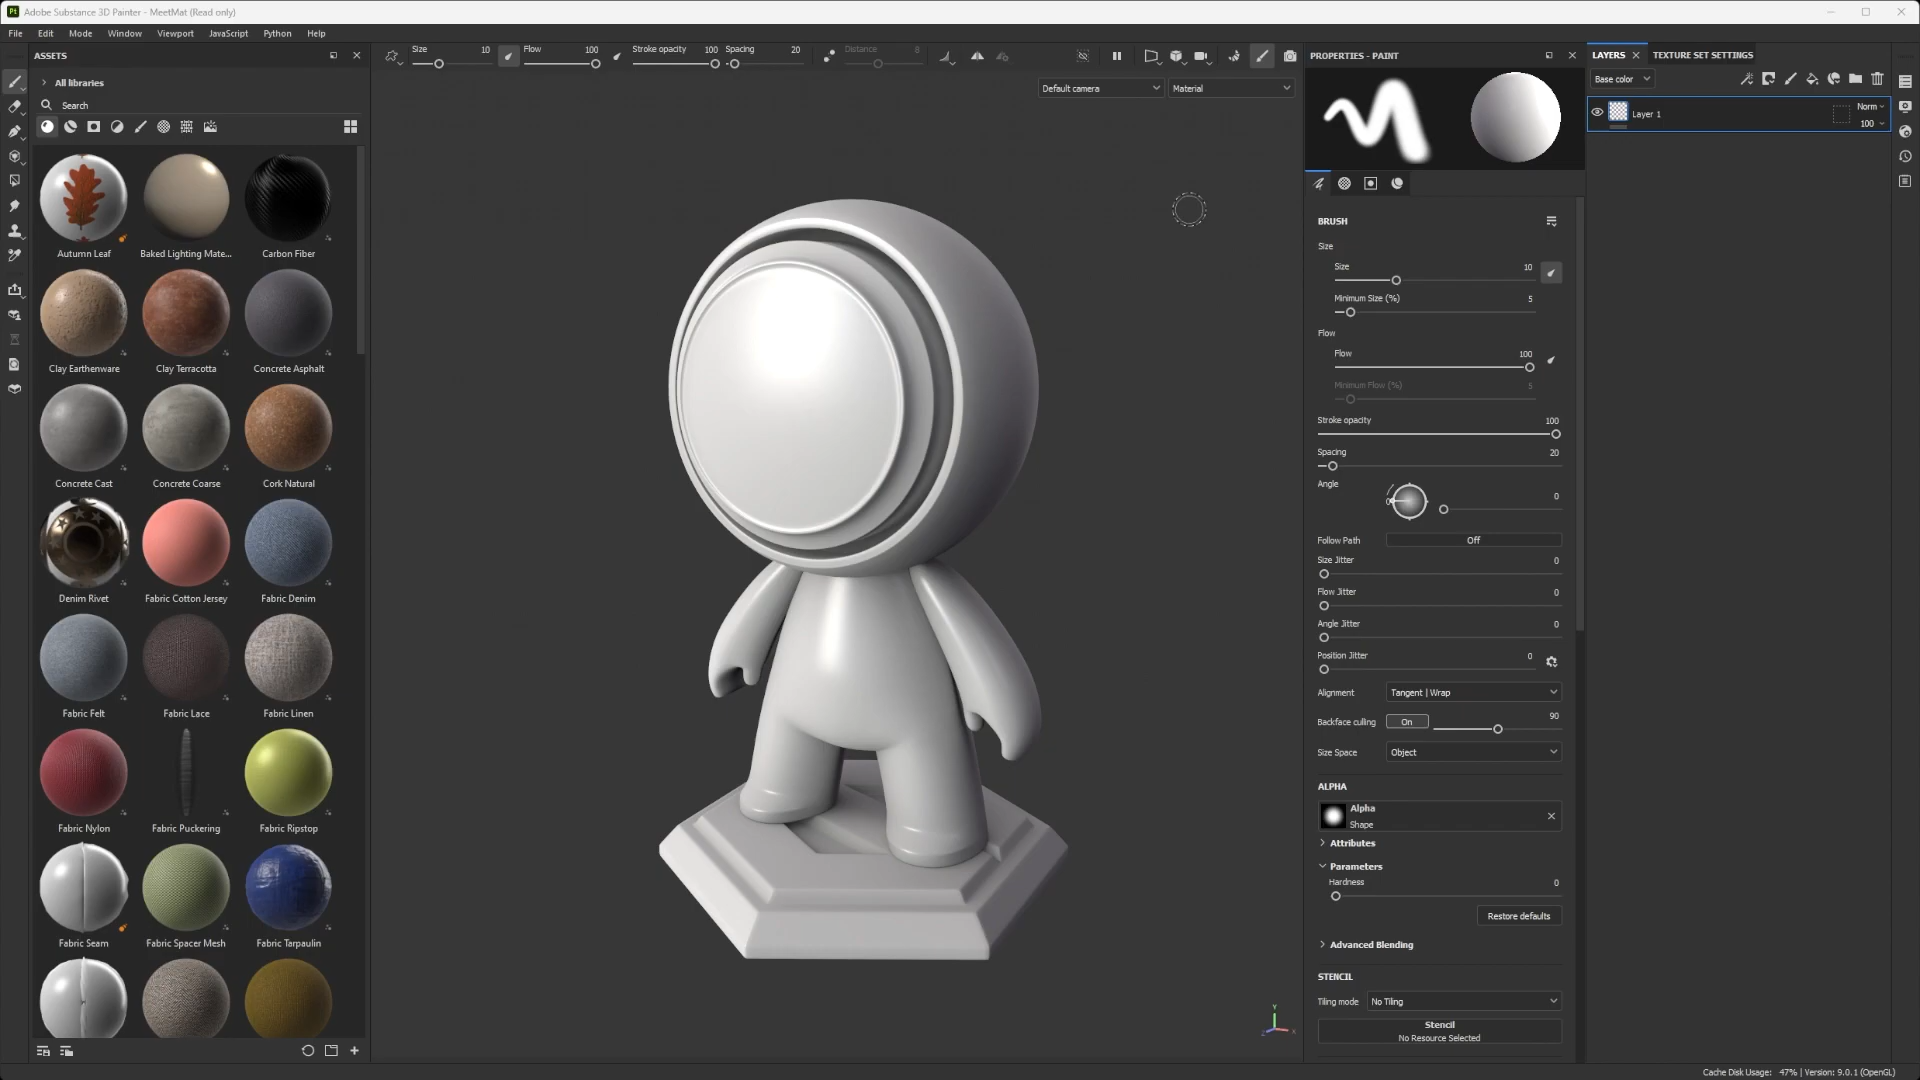 Adobe Substance 3D Painter - MeetMat (Read only)
File Edit Mode Window Viewport JavaScript Python Help
ASSETS
All libraries
Search
Autumn Leaf
Baked Lighting Mate...
Carbon Fiber
Clay Earthenware
Clay Terracotta
Concrete Asphalt
Concrete Cast
Concrete Coarse
Cork Natural
Denim Rivet
Fabric Cotton Jersey
Fabric Denim
Fabric Felt
Fabric Lace
Fabric Linen
Fabric Nylon
Fabric Puckering
Fabric Ripstop
Fabric Seam
Fabric Spacer Mesh
Fabric Tarpaulin
Size 10
Flow 100
Stroke opacity 100
Spacing 20
Distance 8
Default camera
Material
PROPERTIES - PAINT
BRUSH
Size
Size 10
Minimum Size (%) 5
Flow
Flow 100
Minimum Flow (%) 5
Stroke opacity 100
Spacing 20
Angle 0
Follow Path Off
Size Jitter 0
Flow Jitter 0
Angle Jitter 0
Position Jitter 0
Alignment Tangent | Wrap
Backface culling On 90
Size Space Object
ALPHA
Alpha
Shape
Attributes
Parameters
Hardness 0
Restore defaults
Advanced Blending
STENCIL
Tiling mode No Tiling
Stencil
No Resource Selected
LAYERS
TEXTURE SET SETTINGS
Base color
Layer 1
Norm
100
Y
Cache Disk Usage: 47% | Version: 9.0.1 (OpenGL)